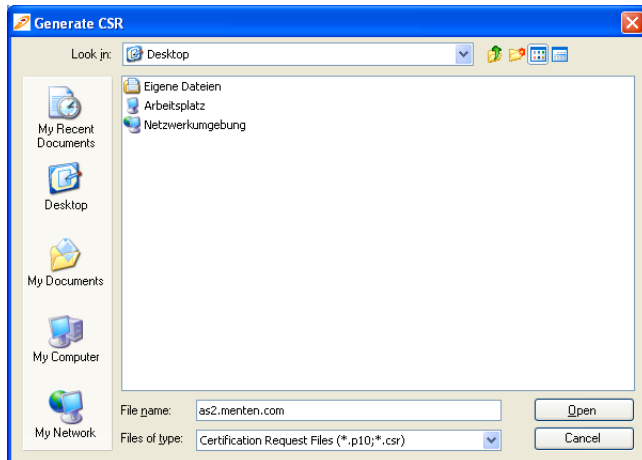 Generate CSR
Look in: Desktop
Eigene Dateien
Arbeitsplatz
Netzwerkumgebung
My Recent
Documents
Desktop
My Documents
My Computer
My Network
File name: as2.menten.com Open
Files of type: Certification Request Files (*.p10;*.csr) Cancel